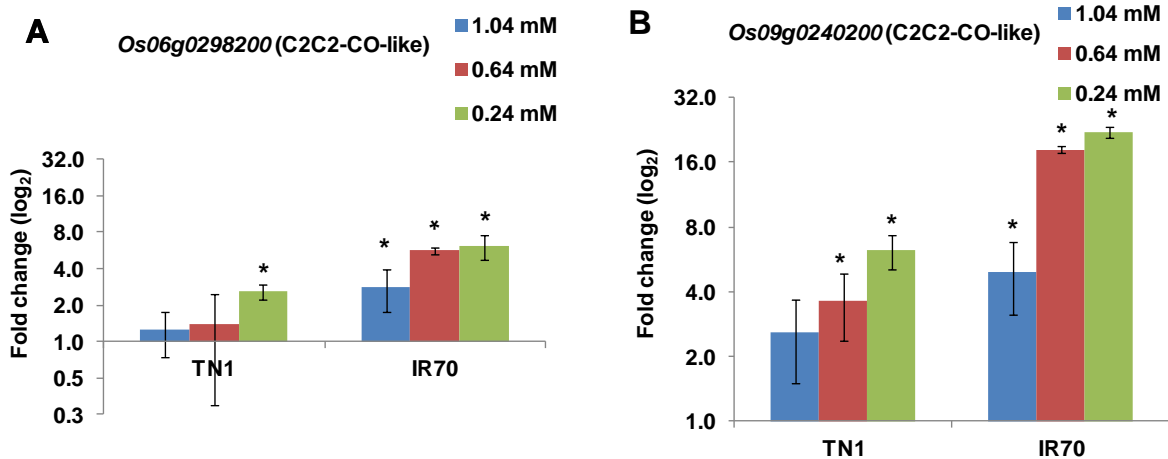 A
Os06g0298200 (C2C2-CO-like)
1.04 mM
0.64 mM
0.24 mM
Fold change (log2)
32.0
16.0
8.0
4.0
2.0
1.0
0.5
0.3
*
*
*
*
TN1
IR70
B
Os09g0240200 (C2C2-CO-like)
1.04 mM
0.64 mM
0.24 mM
Fold change (log2)
32.0
16.0
8.0
4.0
2.0
1.0
*
*
*
*
*
TN1
IR70